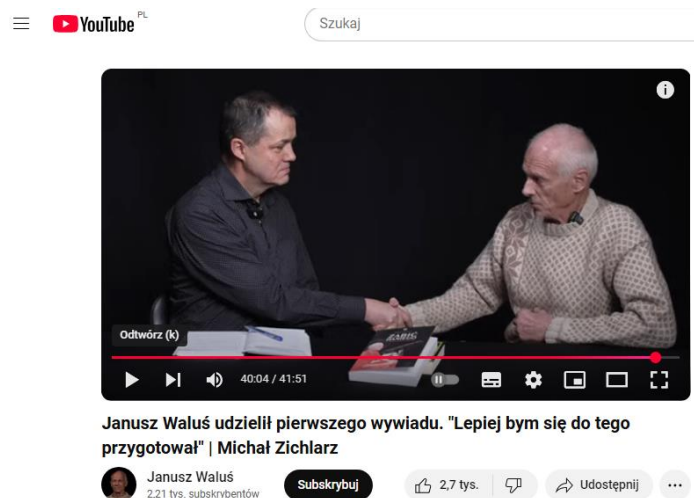 YouTube PL
Szukaj
Odtwórz (k)
40:04 / 41:51
Janusz Waluś udzielił pierwszego wywiadu. "Lepiej bym się do tego
przygotował" | Michał Zichlarz
Janusz Waluś
2,21 tys. subskrybentów
Subskrybuj
2,7 tys.
Udostępnij